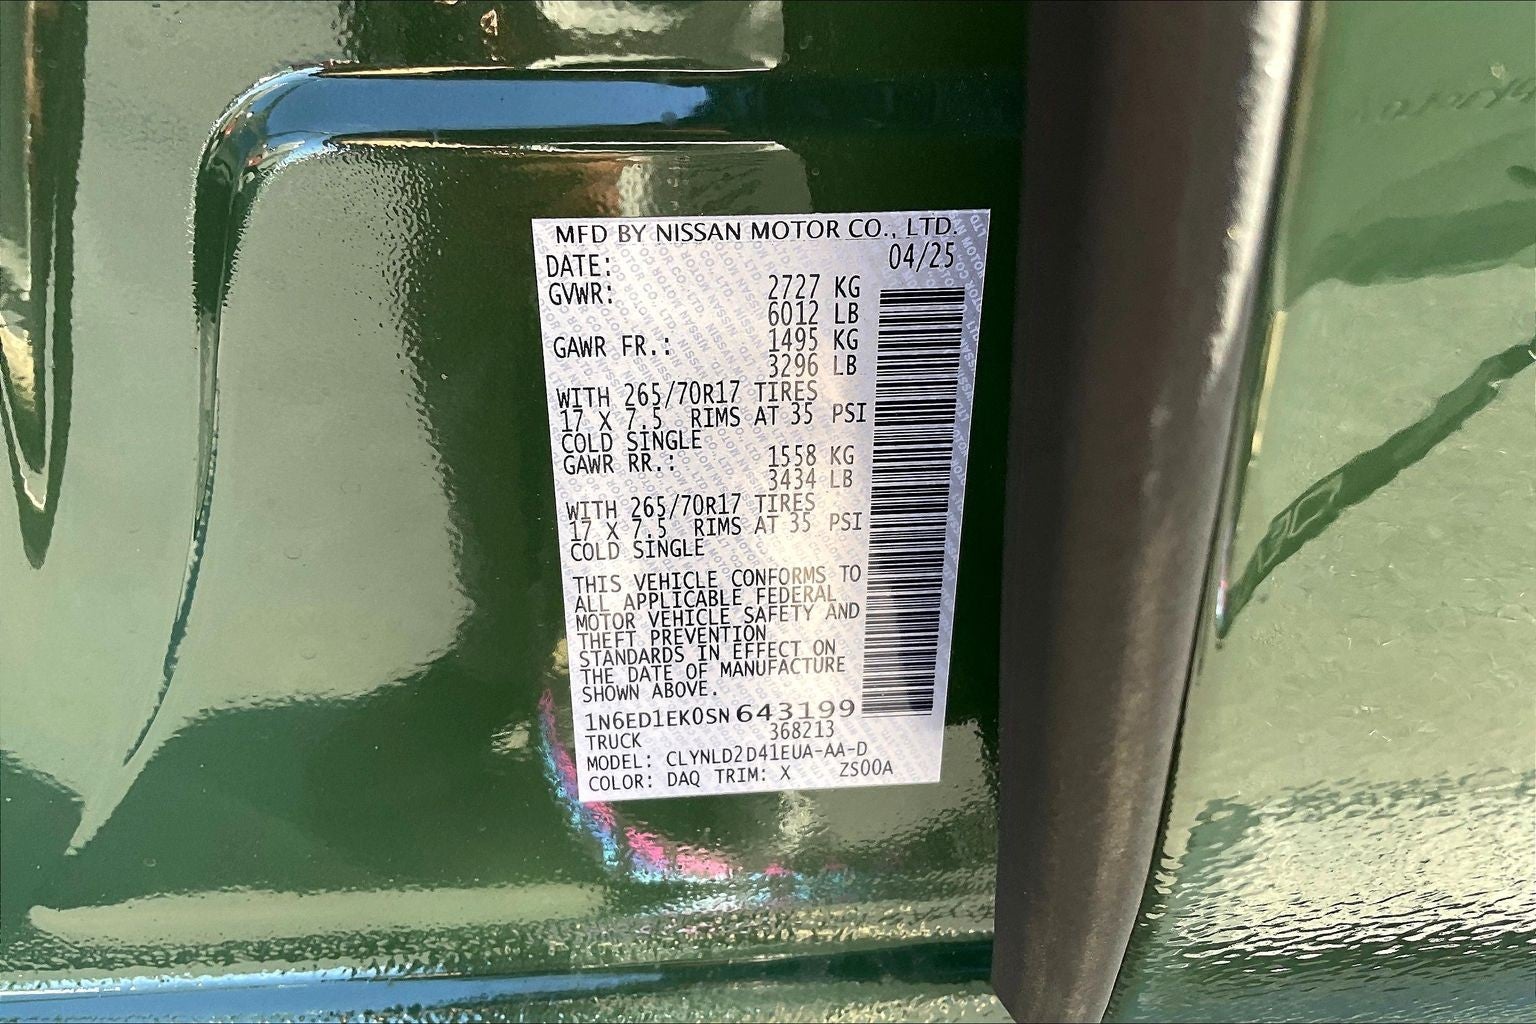 MFD BY NISSAN MOTOR CO., LTD.
DATE: 04/25
GVWR: 2727 KG
6012 LB
GAWR FR.: 1495 KG
3296 LB
WITH 265/70R17 TIRES
17 X 7.5 RIMS AT 35 PSI
COLD SINGLE
GAWR RR.: 1558 KG
3434 LB
WITH 265/70R17 TIRES
17 X 7.5 RIMS AT 35 PSI
COLD SINGLE
THIS VEHICLE CONFORMS TO
ALL APPLICABLE FEDERAL
MOTOR VEHICLE SAFETY AND
THEFT PREVENTION
STANDARDS IN EFFECT ON
THE DATE OF MANUFACTURE
SHOWN ABOVE.
1N6ED1EK0SN643199
TRUCK 368213
MODEL: CLYNLD2D41EUA-AA-D
COLOR: DAQ TRIM: X ZS00A